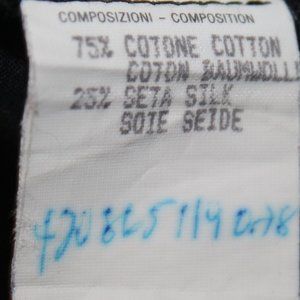 COMPOSIZIONI - COMPOSITION
75% COTONE COTTON
COTON BAUMWOLLE
25% SETA SILK
SOIE SEIDE